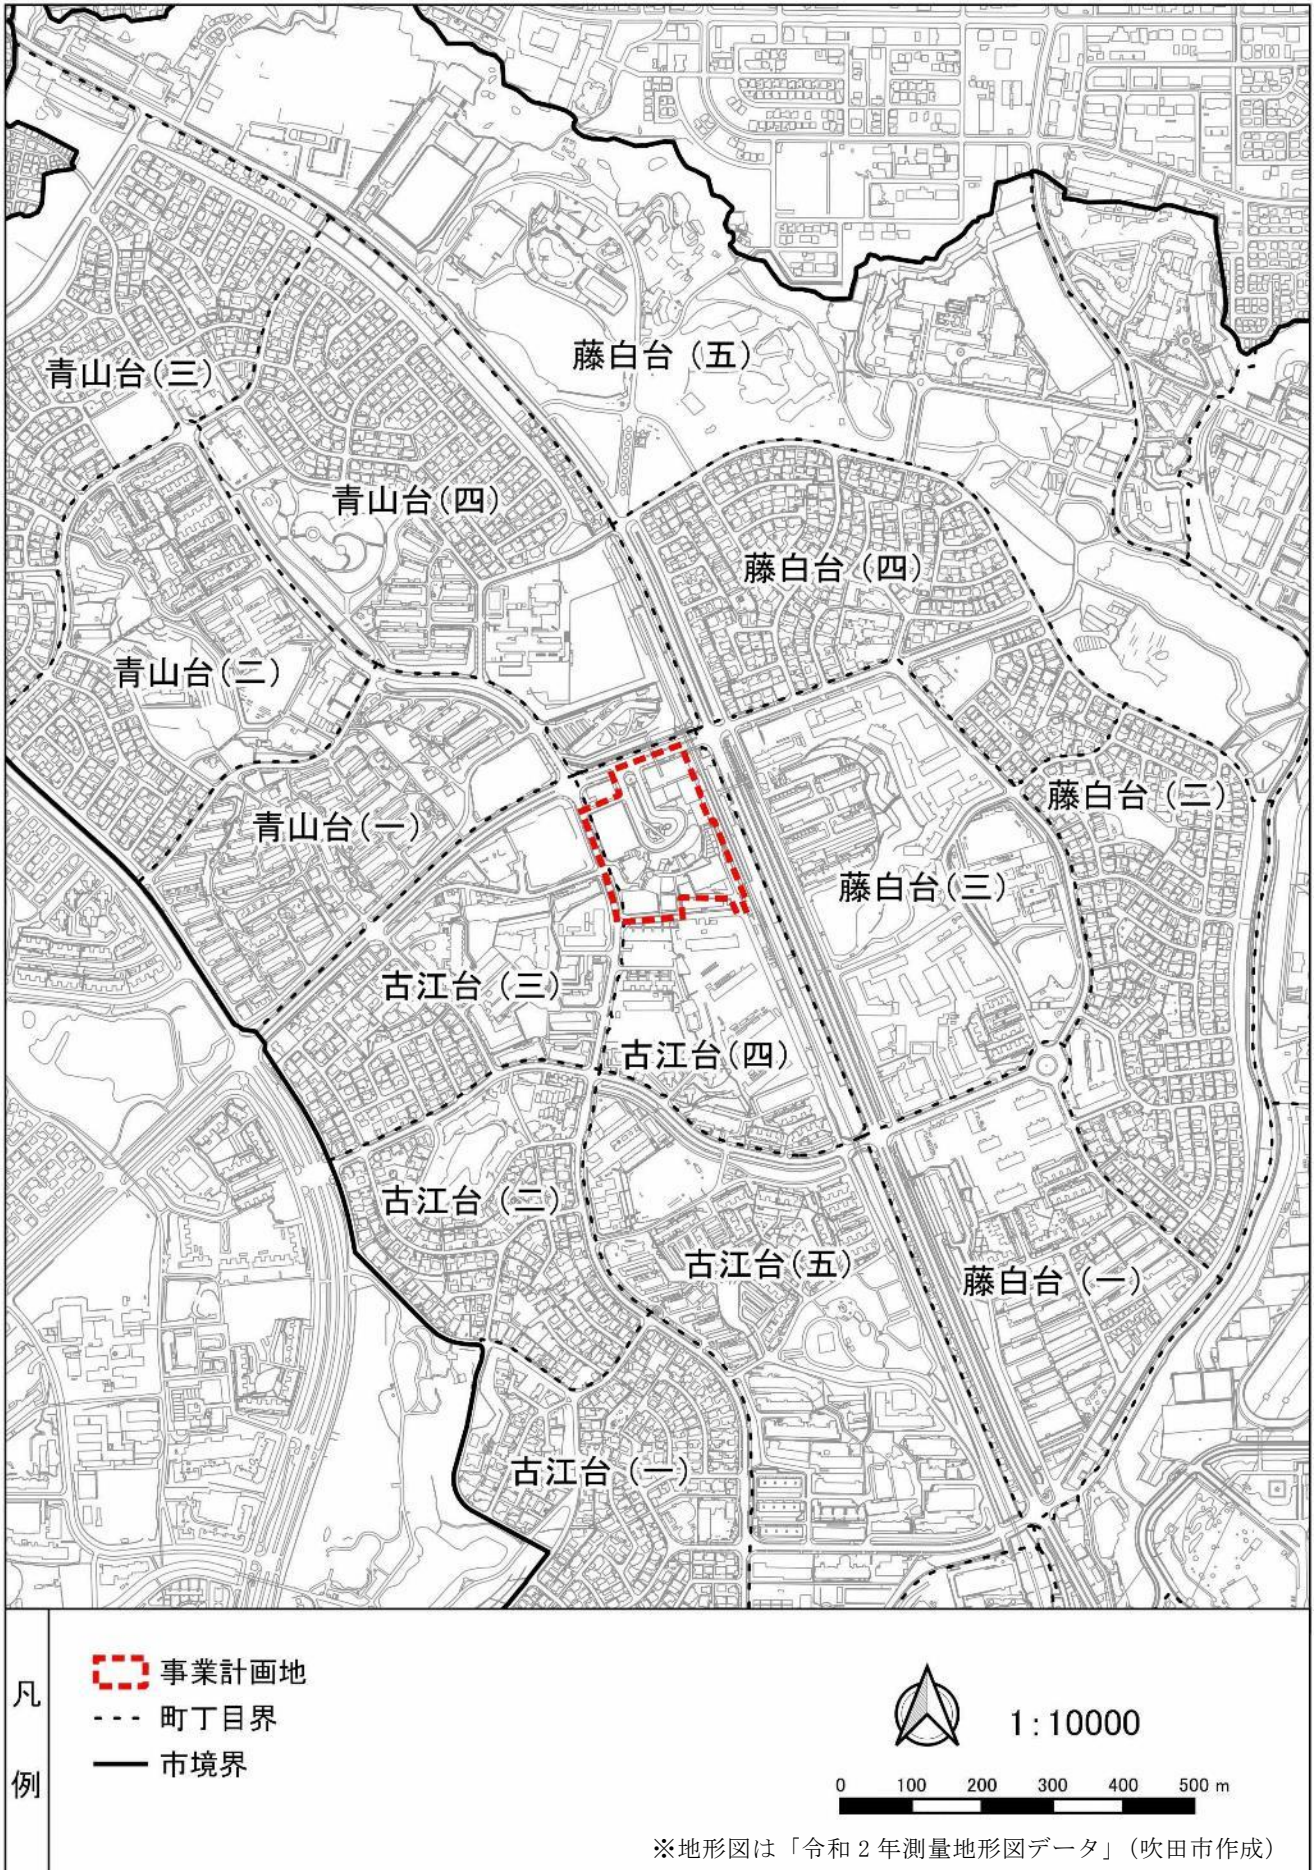 藤白台（五）
青山台(三)
青山台(四)
藤白台（四）
青山台(二)
藤白台（二）
青山台(一)
藤白台(三)
古江台（三）
古江台(四)
古江台（二）
古江台(五)
藤白台（一）
古江台（一）
凡例
事業計画地
町丁目界
市境界
1:10000
0 100 200 300 400 500 m
※地形図は「令和2年測量地形図データ」（吹田市作成）